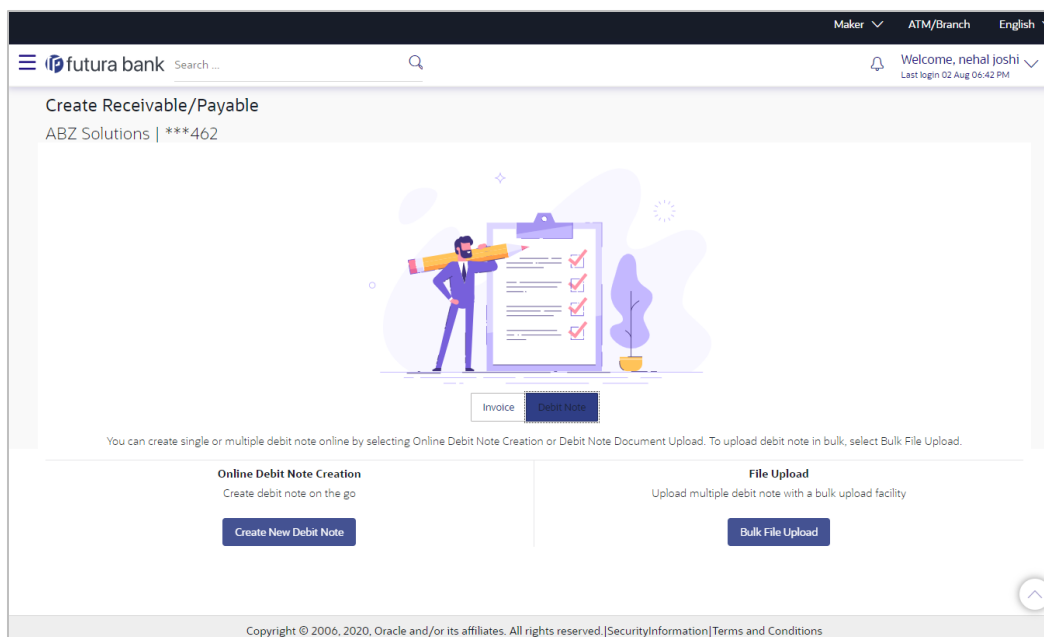 Maker ATM/Branch English
futura bank Search ... Welcome, nehal joshi
Last login 02 Aug 06:42 PM
Create Receivable/Payable
ABZ Solutions | ***462
Invoice Debit Note
You can create single or multiple debit note online by selecting Online Debit Note Creation or Debit Note Document Upload. To upload debit note in bulk, select Bulk File Upload.
Online Debit Note Creation File Upload
Create debit note on the go Upload multiple debit note with a bulk upload facility
Create New Debit Note Bulk File Upload
Copyright © 2006, 2020, Oracle and/or its affiliates. All rights reserved.|SecurityInformation|Terms and Conditions